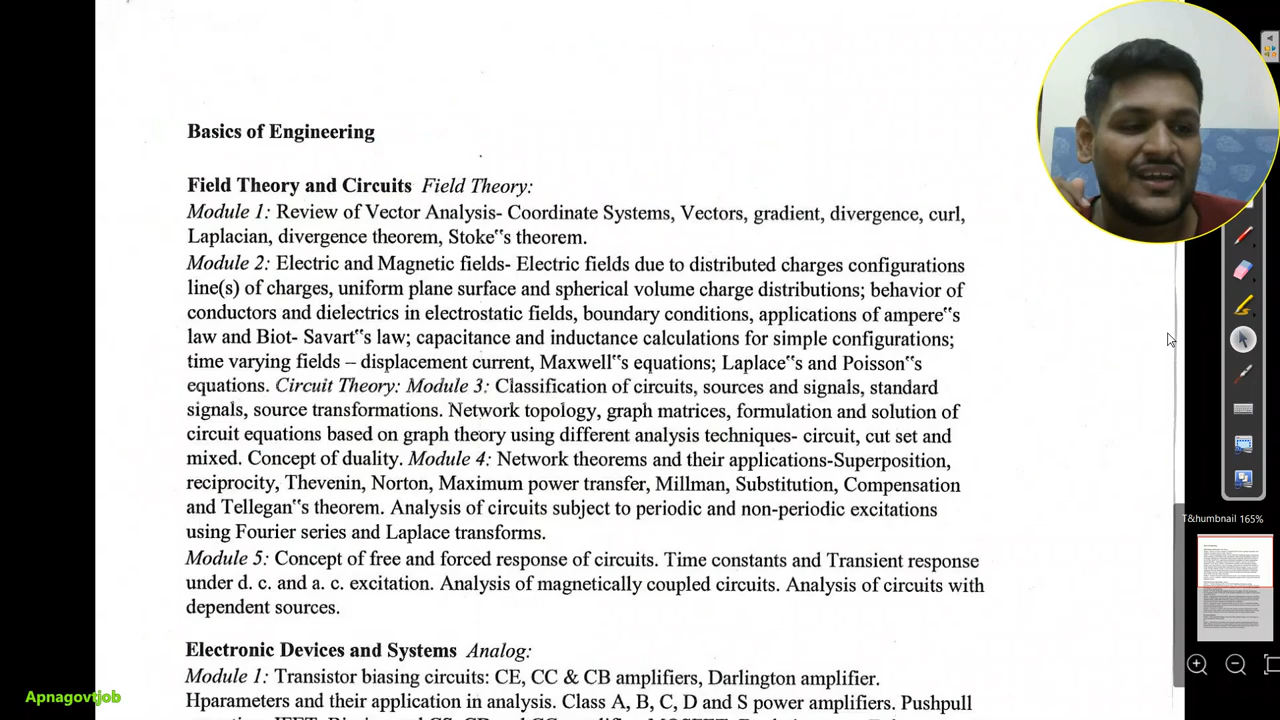 Basics of Engineering
Field Theory and Circuits Field Theory:
Module 1: Review of Vector Analysis- Coordinate Systems, Vectors, gradient, divergence, curl,
Laplacian, divergence theorem, Stoke‟s theorem.
Module 2: Electric and Magnetic fields- Electric fields due to distributed charges configurations
line(s) of charges, uniform plane surface and spherical volume charge distributions; behavior of
conductors and dielectrics in electrostatic fields, boundary conditions, applications of ampere‟s
law and Biot- Savart‟s law; capacitance and inductance calculations for simple configurations;
time varying fields – displacement current, Maxwell‟s equations; Laplace‟s and Poisson‟s
equations. Circuit Theory: Module 3: Classification of circuits, sources and signals, standard
signals, source transformations. Network topology, graph matrices, formulation and solution of
circuit equations based on graph theory using different analysis techniques- circuit, cut set and
mixed. Concept of duality. Module 4: Network theorems and their applications-Superposition,
reciprocity, Thevenin, Norton, Maximum power transfer, Millman, Substitution, Compensation
and Tellegan‟s theorem. Analysis of circuits subject to periodic and non-periodic excitations
using Fourier series and Laplace transforms.
Module 5: Concept of free and forced response of circuits. Time constants and Transient response
under d. c. and a. c. excitation. Analysis of magnetically coupled circuits. Analysis of circuits with
dependent sources.
Electronic Devices and Systems Analog:
Module 1: Transistor biasing circuits: CE, CC & CB amplifiers, Darlington amplifier.
Hparameters and their application in analysis. Class A, B, C, D and S power amplifiers. Pushpull
T&humbnail 165%
Apnagovtjob